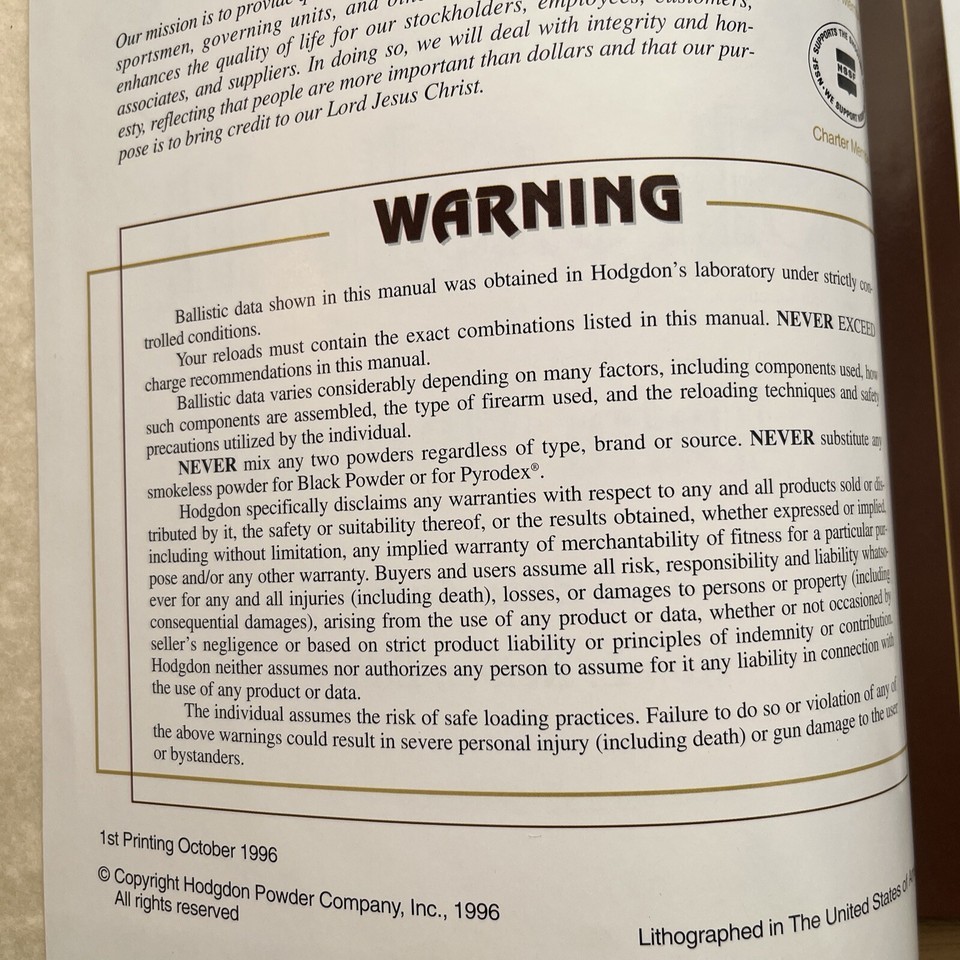 Our mission is to provide
sportsmen, governing units, and
enhances the quality of life for our stockholders, employees, customers,
associates, and suppliers. In doing so, we will deal with integrity and hon-
esty, reflecting that people are more important than dollars and that our pur-
pose is to bring credit to our Lord Jesus Christ.
NSSF SUPPORTS THE
NSSF
WE SUPPORT
Charter
WARNING
Ballistic data shown in this manual was obtained in Hodgdon's laboratory under strictly con-
trolled conditions.
Your reloads must contain the exact combinations listed in this manual. NEVER EXCEED
charge recommendations in this manual.
Ballistic data varies considerably depending on many factors, including components used, how
such components are assembled, the type of firearm used, and the reloading techniques and safety
precautions utilized by the individual.
NEVER mix any two powders regardless of type, brand or source. NEVER substitute any
smokeless powder for Black Powder or for Pyrodex®.
Hodgdon specifically disclaims any warranties with respect to any and all products sold or dis-
tributed by it, the safety or suitability thereof, or the results obtained, whether expressed or implied,
including without limitation, any implied warranty of merchantability of fitness for a particular pur-
pose and/or any other warranty. Buyers and users assume all risk, responsibility and liability whatso-
ever for any and all injuries (including death), losses, or damages to persons or property (including
consequential damages), arising from the use of any product or data, whether or not occasioned by
seller's negligence or based on strict product liability or principles of indemnity or contribution.
Hodgdon neither assumes nor authorizes any person to assume for it any liability in connection with
the use of any product or data.
The individual assumes the risk of safe loading practices. Failure to do so or violation of any of
the above warnings could result in severe personal injury (including death) or gun damage to the user
or bystanders.
1st Printing October 1996
© Copyright Hodgdon Powder Company, Inc., 1996
All rights reserved
Lithographed in The United States of